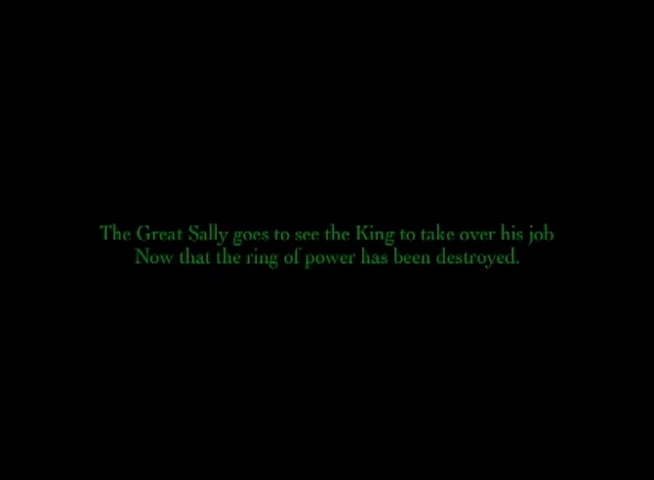 The Great Sally goes to see the King to take over his job
Now that the ring of power has been destroyed.